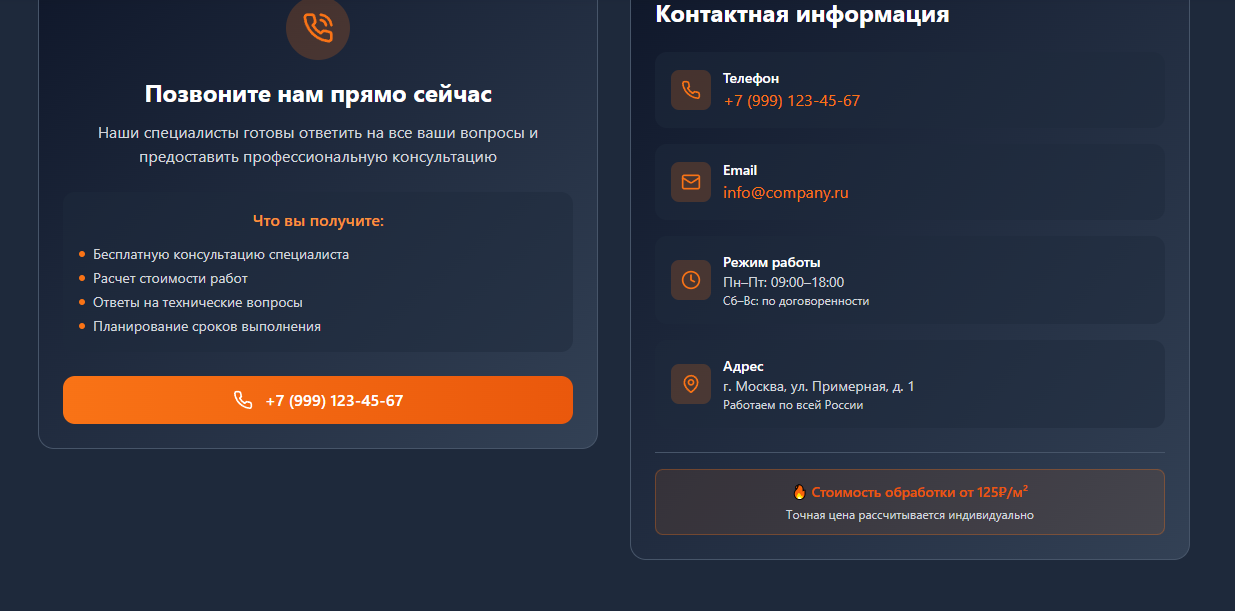 Позвоните нам прямо сейчас
Наши специалисты готовы ответить на все ваши вопросы и
предоставить профессиональную консультацию
Что вы получите:
Бесплатную консультацию специалиста
Расчет стоимости работ
Ответы на технические вопросы
Планирование сроков выполнения
+7 (999) 123-45-67
Контактная информация
Телефон
+7 (999) 123-45-67
Email
info@company.ru
Режим работы
Пн–Пт: 09:00–18:00
Сб–Вс: по договоренности
Адрес
г. Москва, ул. Примерная, д. 1
Работаем по всей России
🔥 Стоимость обработки от 125₽/м²
Точная цена рассчитывается индивидуально